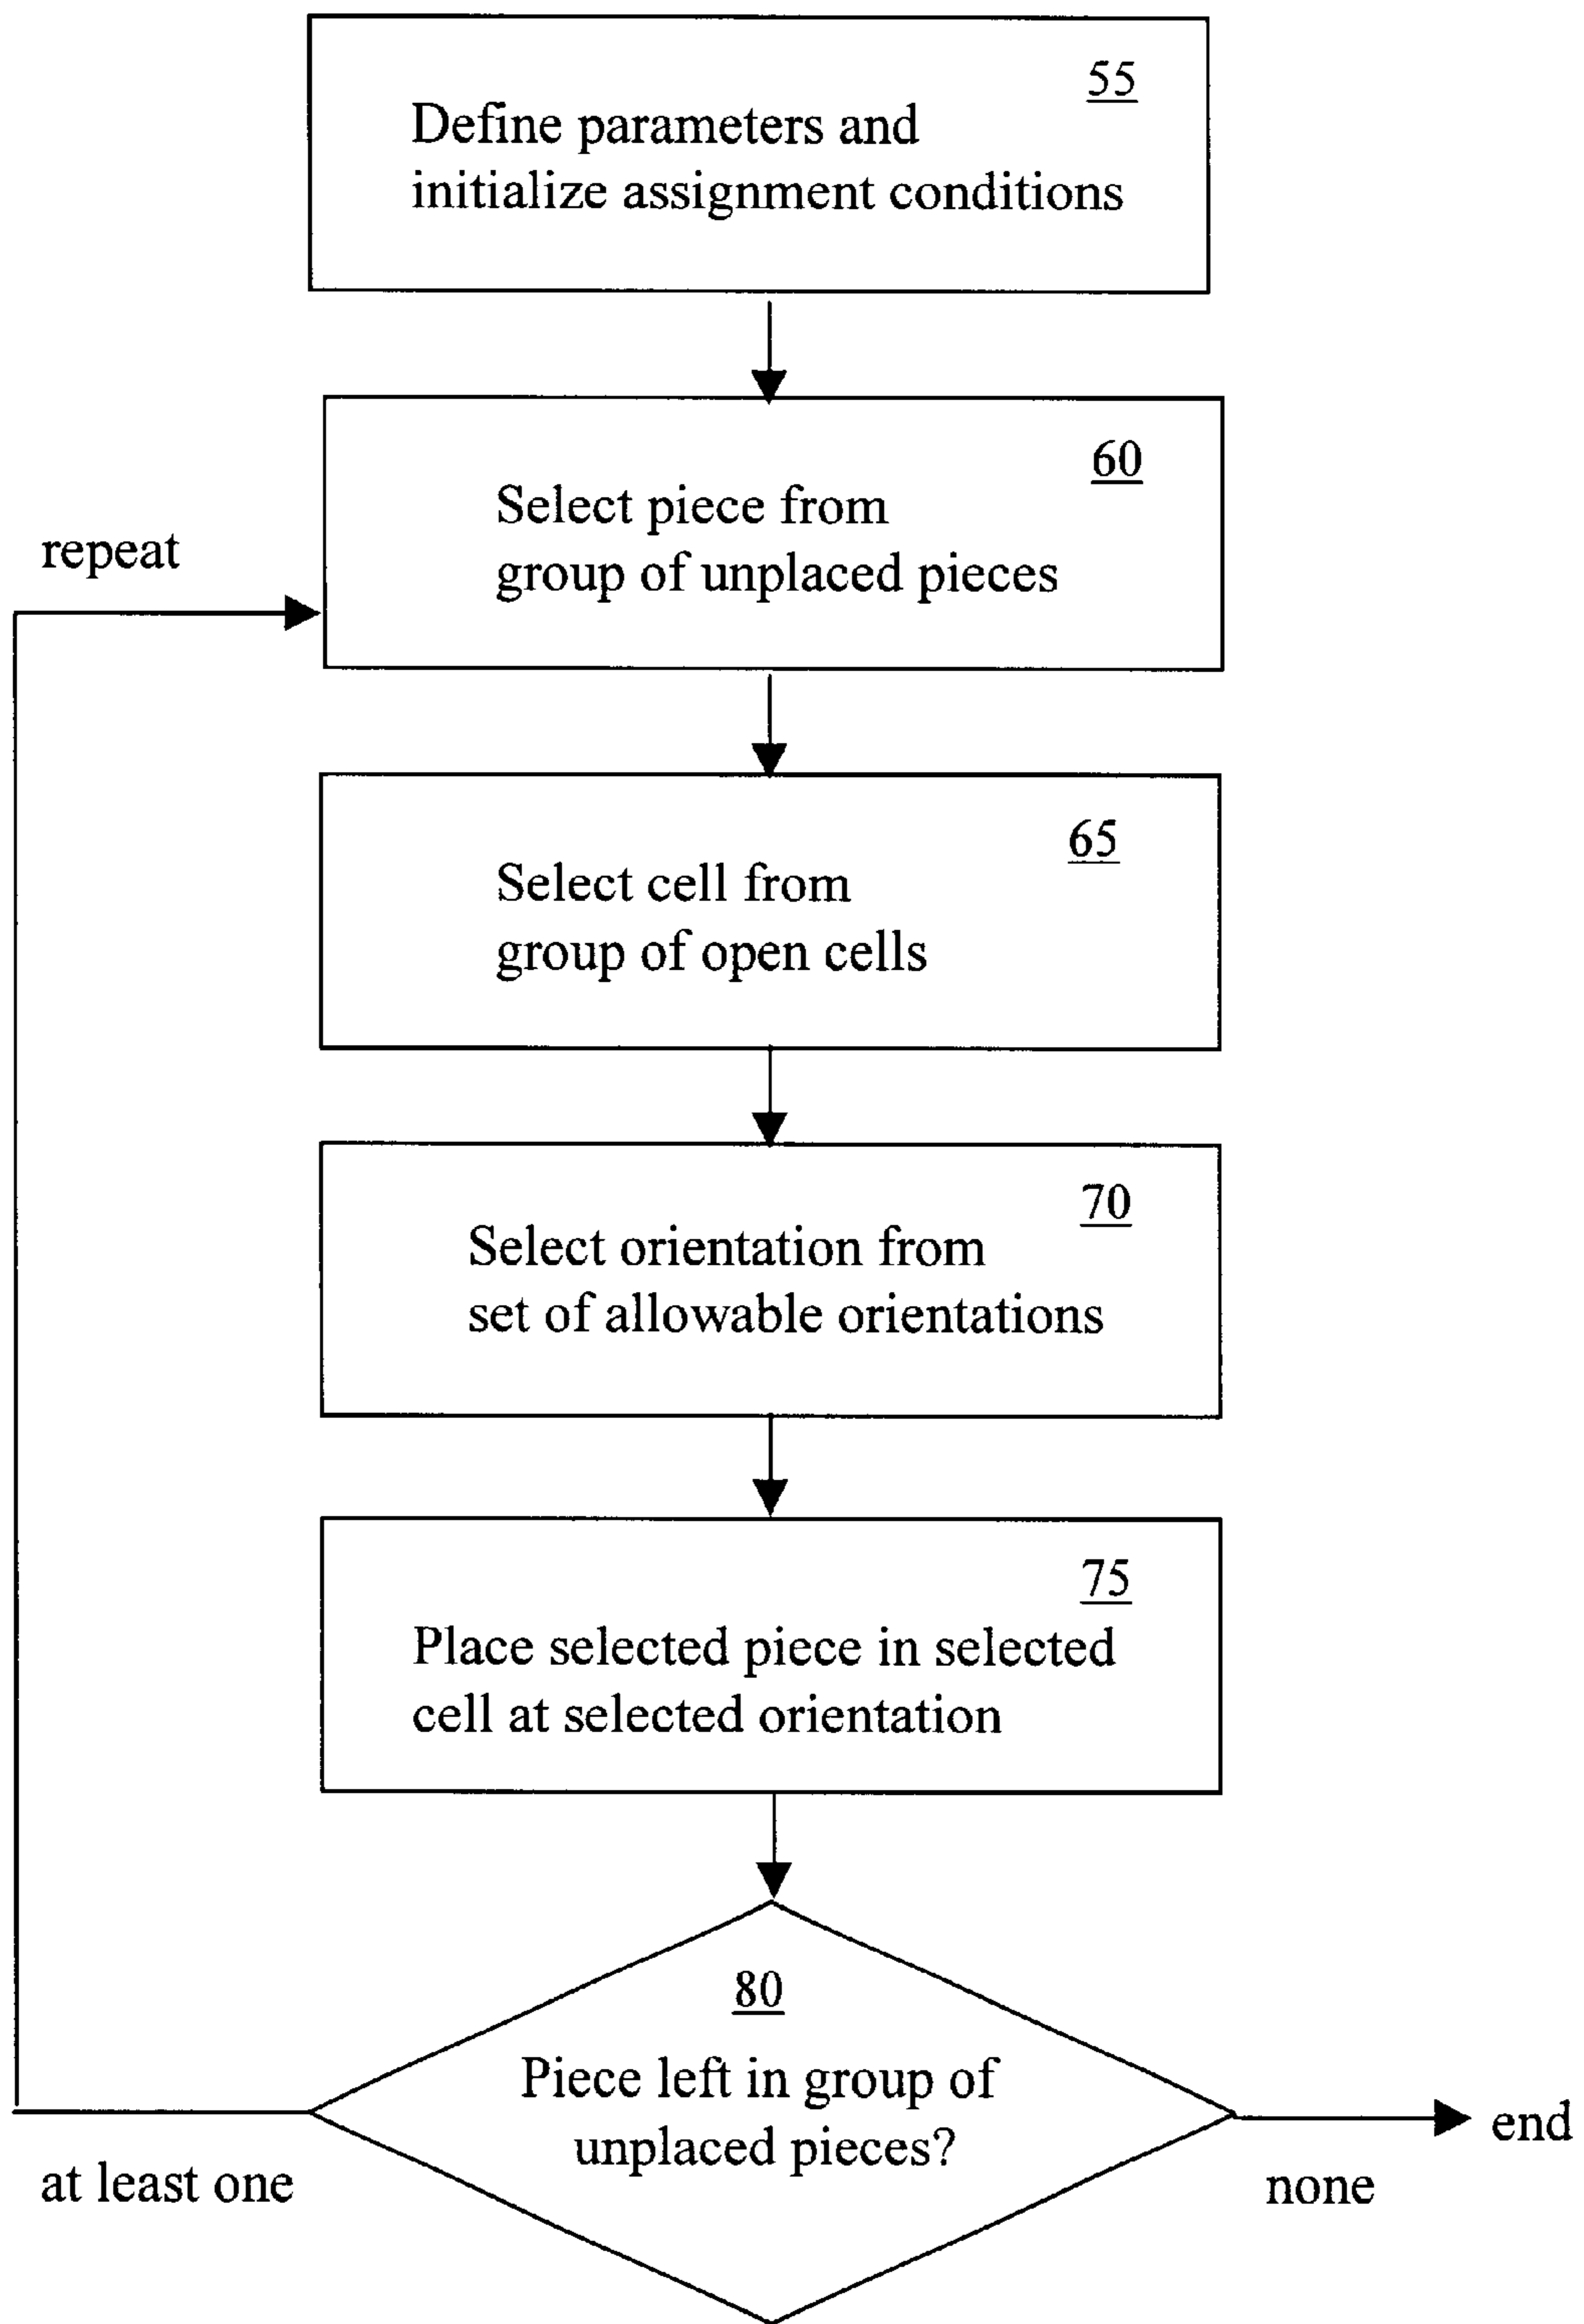 55
Define parameters and
initialize assignment conditions
60
Select piece from
group of unplaced pieces
repeat
65
Select cell from
group of open cells
70
Select orientation from
set of allowable orientations
75
Place selected piece in selected
cell at selected orientation
80
Piece left in group of
unplaced pieces?
end
at least one
none